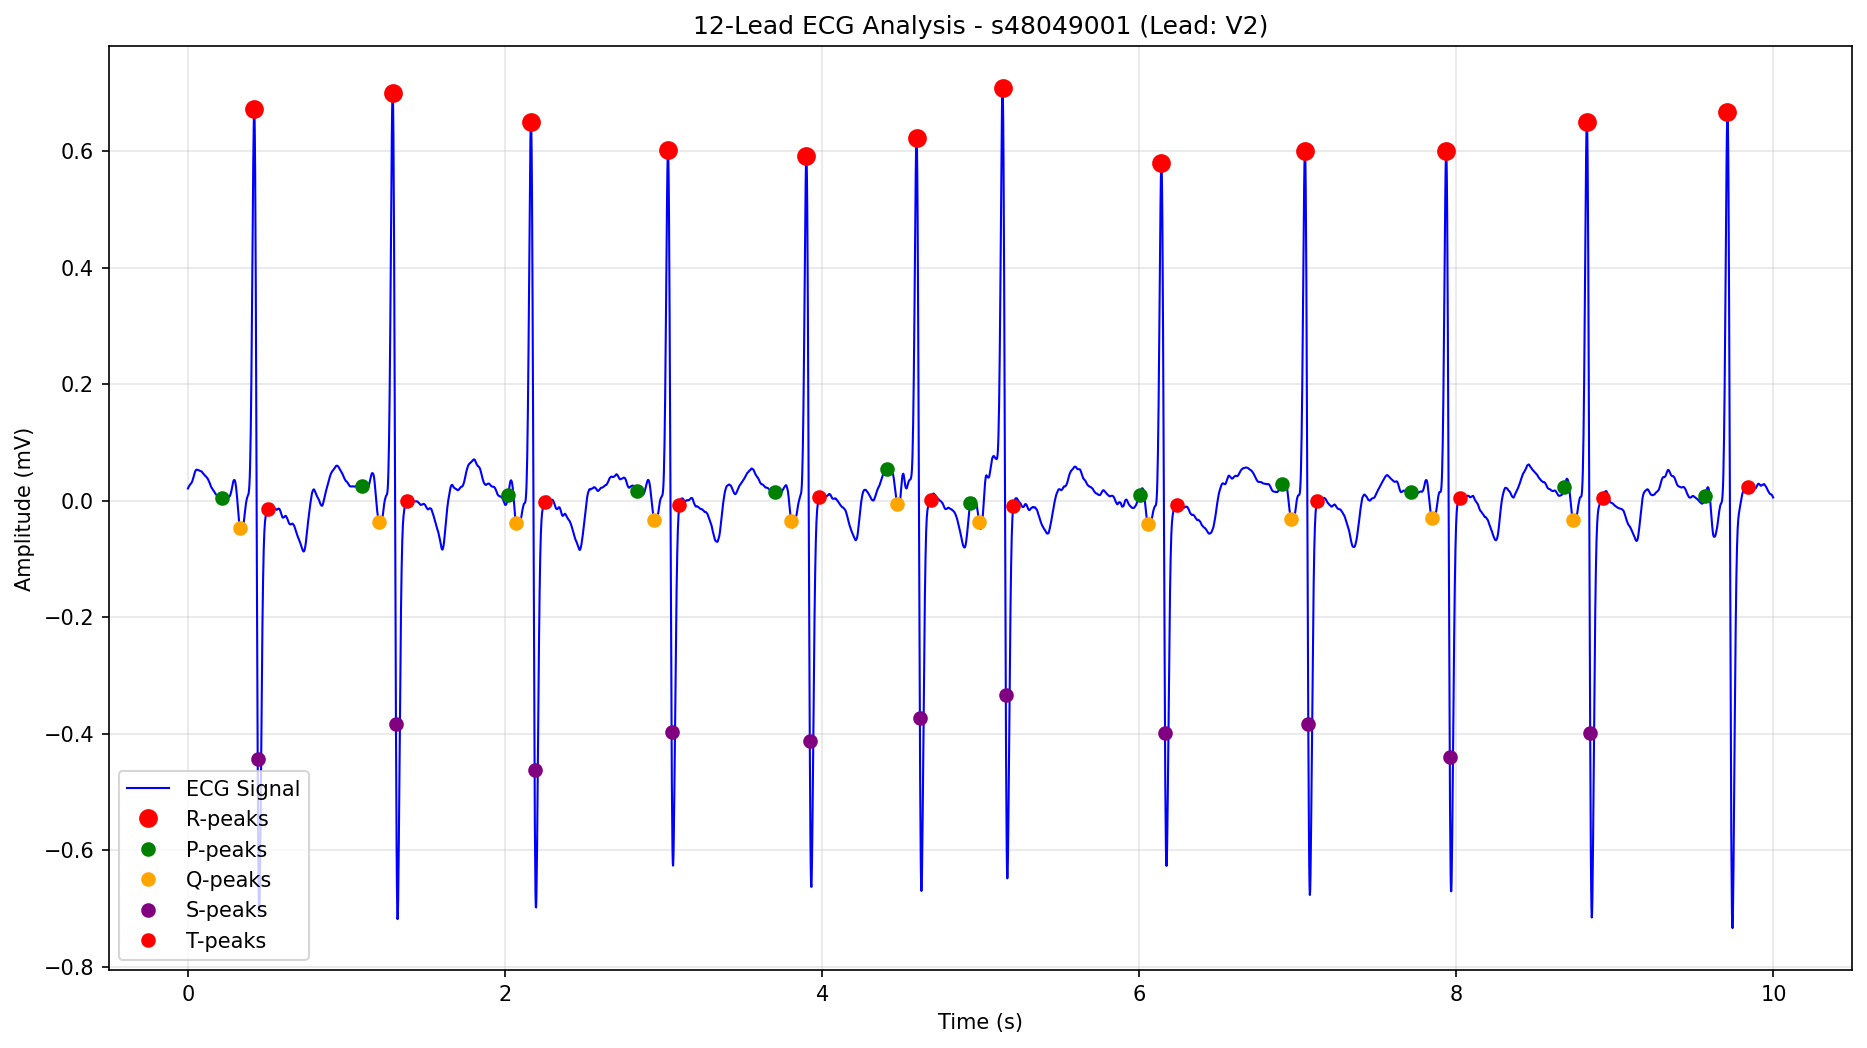 12-Lead ECG Analysis - s48049001 (Lead: V2)
Amplitude (mV)
0.6
0.4
0.2
0.0
−0.2
−0.4
−0.6
−0.8
ECG Signal
R-peaks
P-peaks
Q-peaks
S-peaks
T-peaks
0 2 4 6 8 10
Time (s)